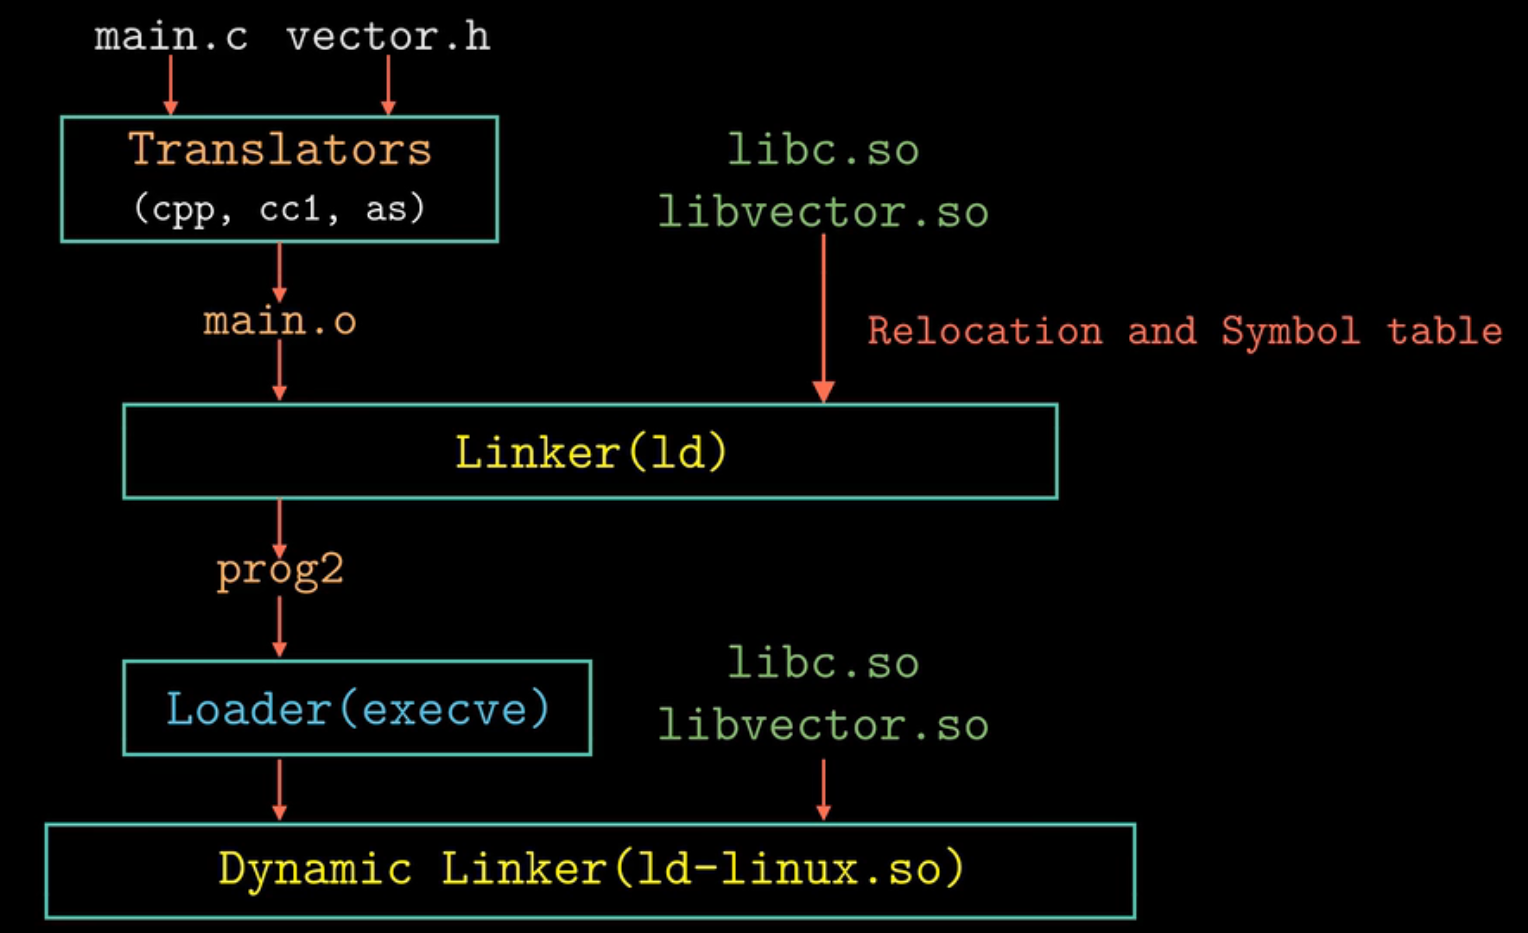 main.c vector.h
Translators
(cpp, cc1, as)
libc.so
libvector.so
main.o
Relocation and Symbol table
Linker(ld)
prog2
Loader(execve)
libc.so
libvector.so
Dynamic Linker(ld-linux.so)